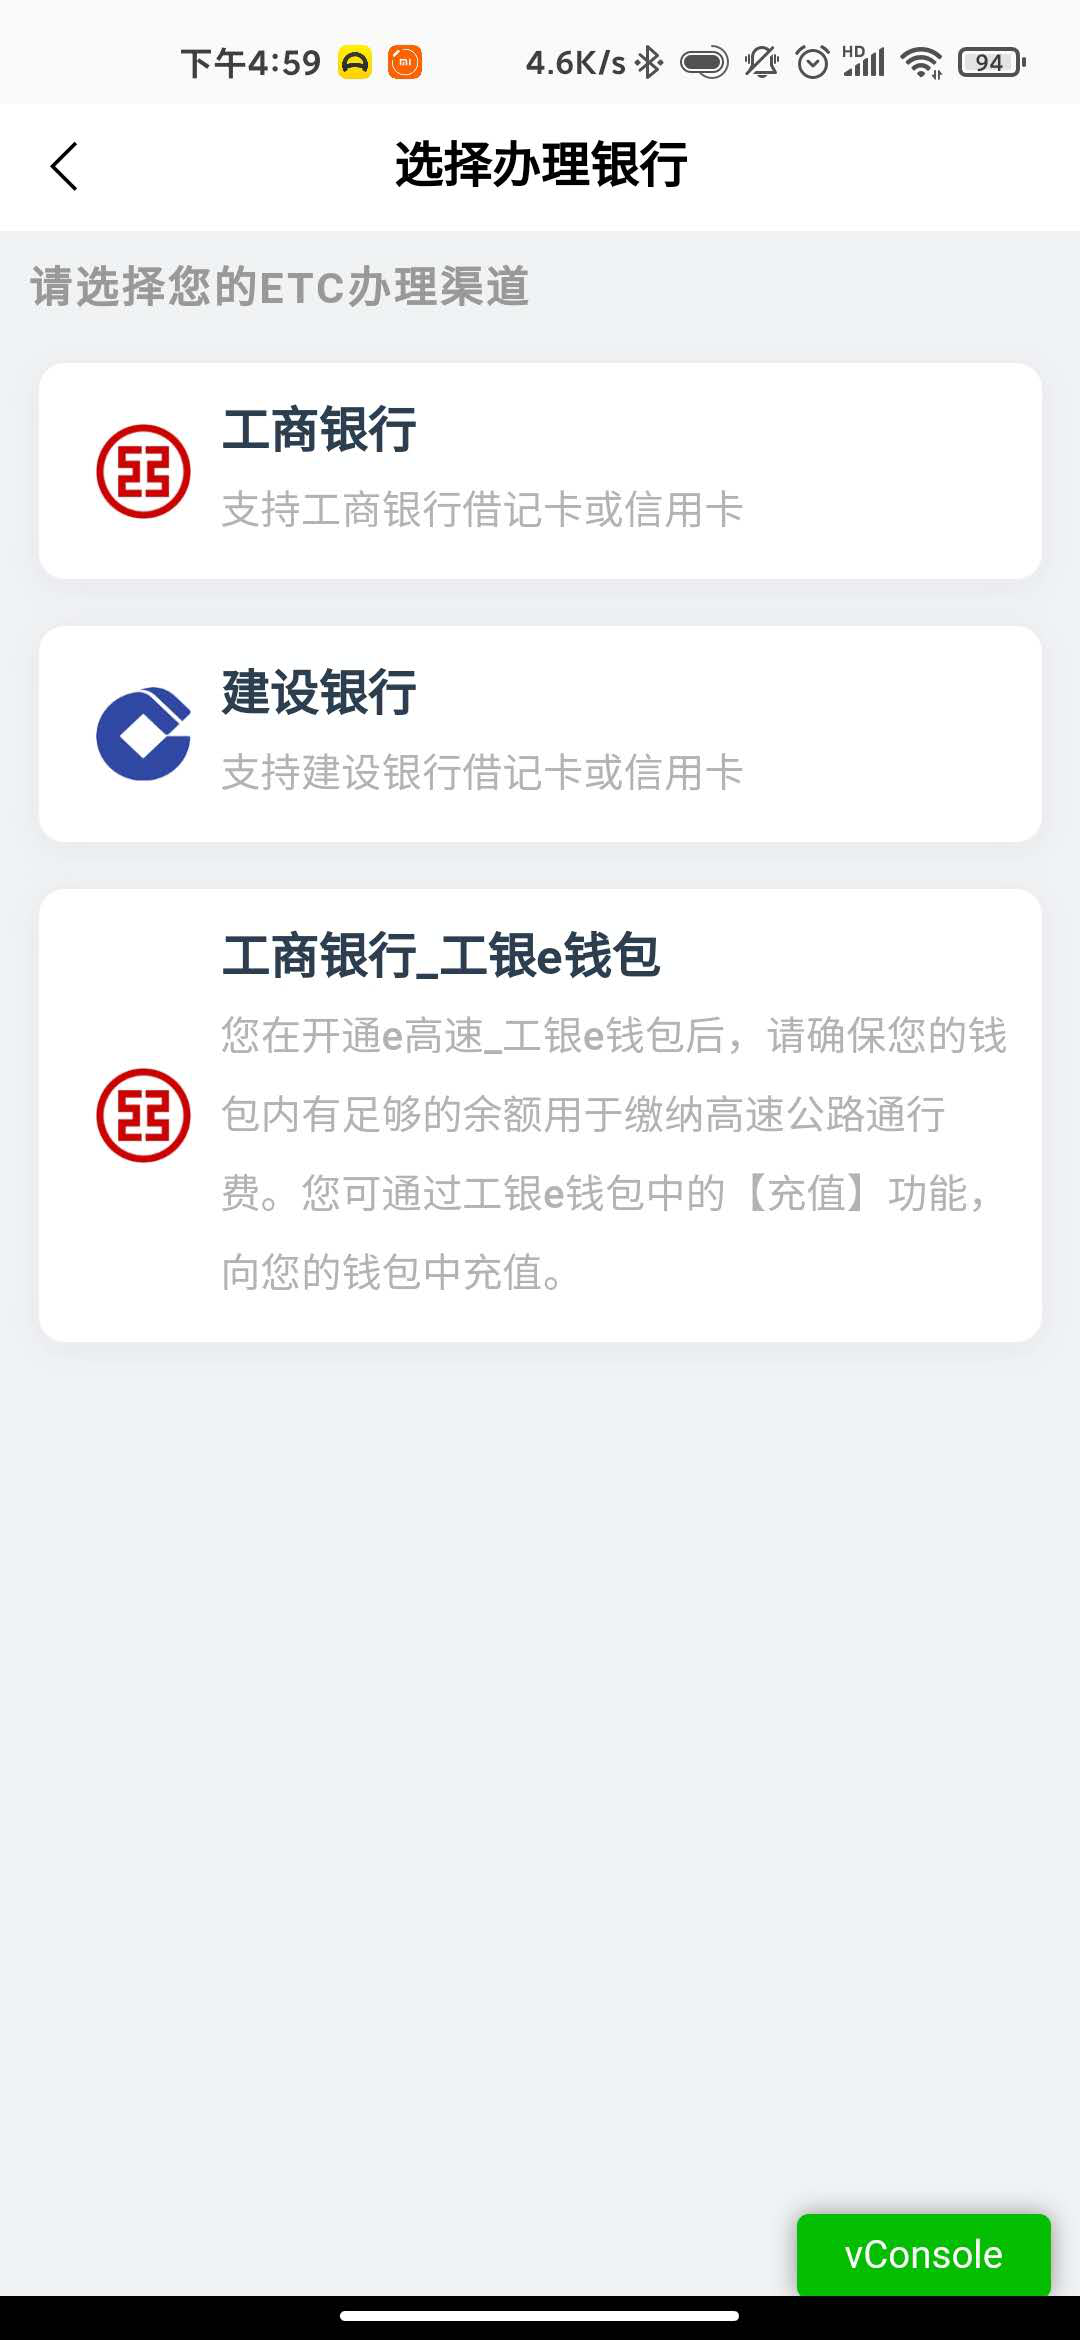 下午4:59
4.6K/s
HD
94
选择办理银行
请选择您的ETC办理渠道
工商银行
支持工商银行借记卡或信用卡
建设银行
支持建设银行借记卡或信用卡
工商银行_工银e钱包
您在开通e高速_工银e钱包后，请确保您的钱
包内有足够的余额用于缴纳高速公路通行
费。您可通过工银e钱包中的【充值】功能，
向您的钱包中充值。
vConsole